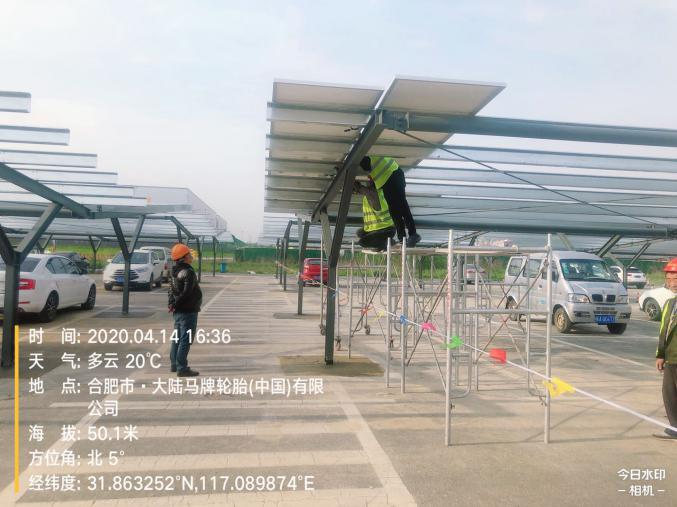 时 间: 2020.04.14 16:36
天 气: 多云 20℃
地 点: 合肥市·大陆马牌轮胎(中国)有限
公司
海 拔: 50.1米
方位角: 北 5°
经纬度: 31.863252°N,117.089874°E
今日水印
- 相机 -